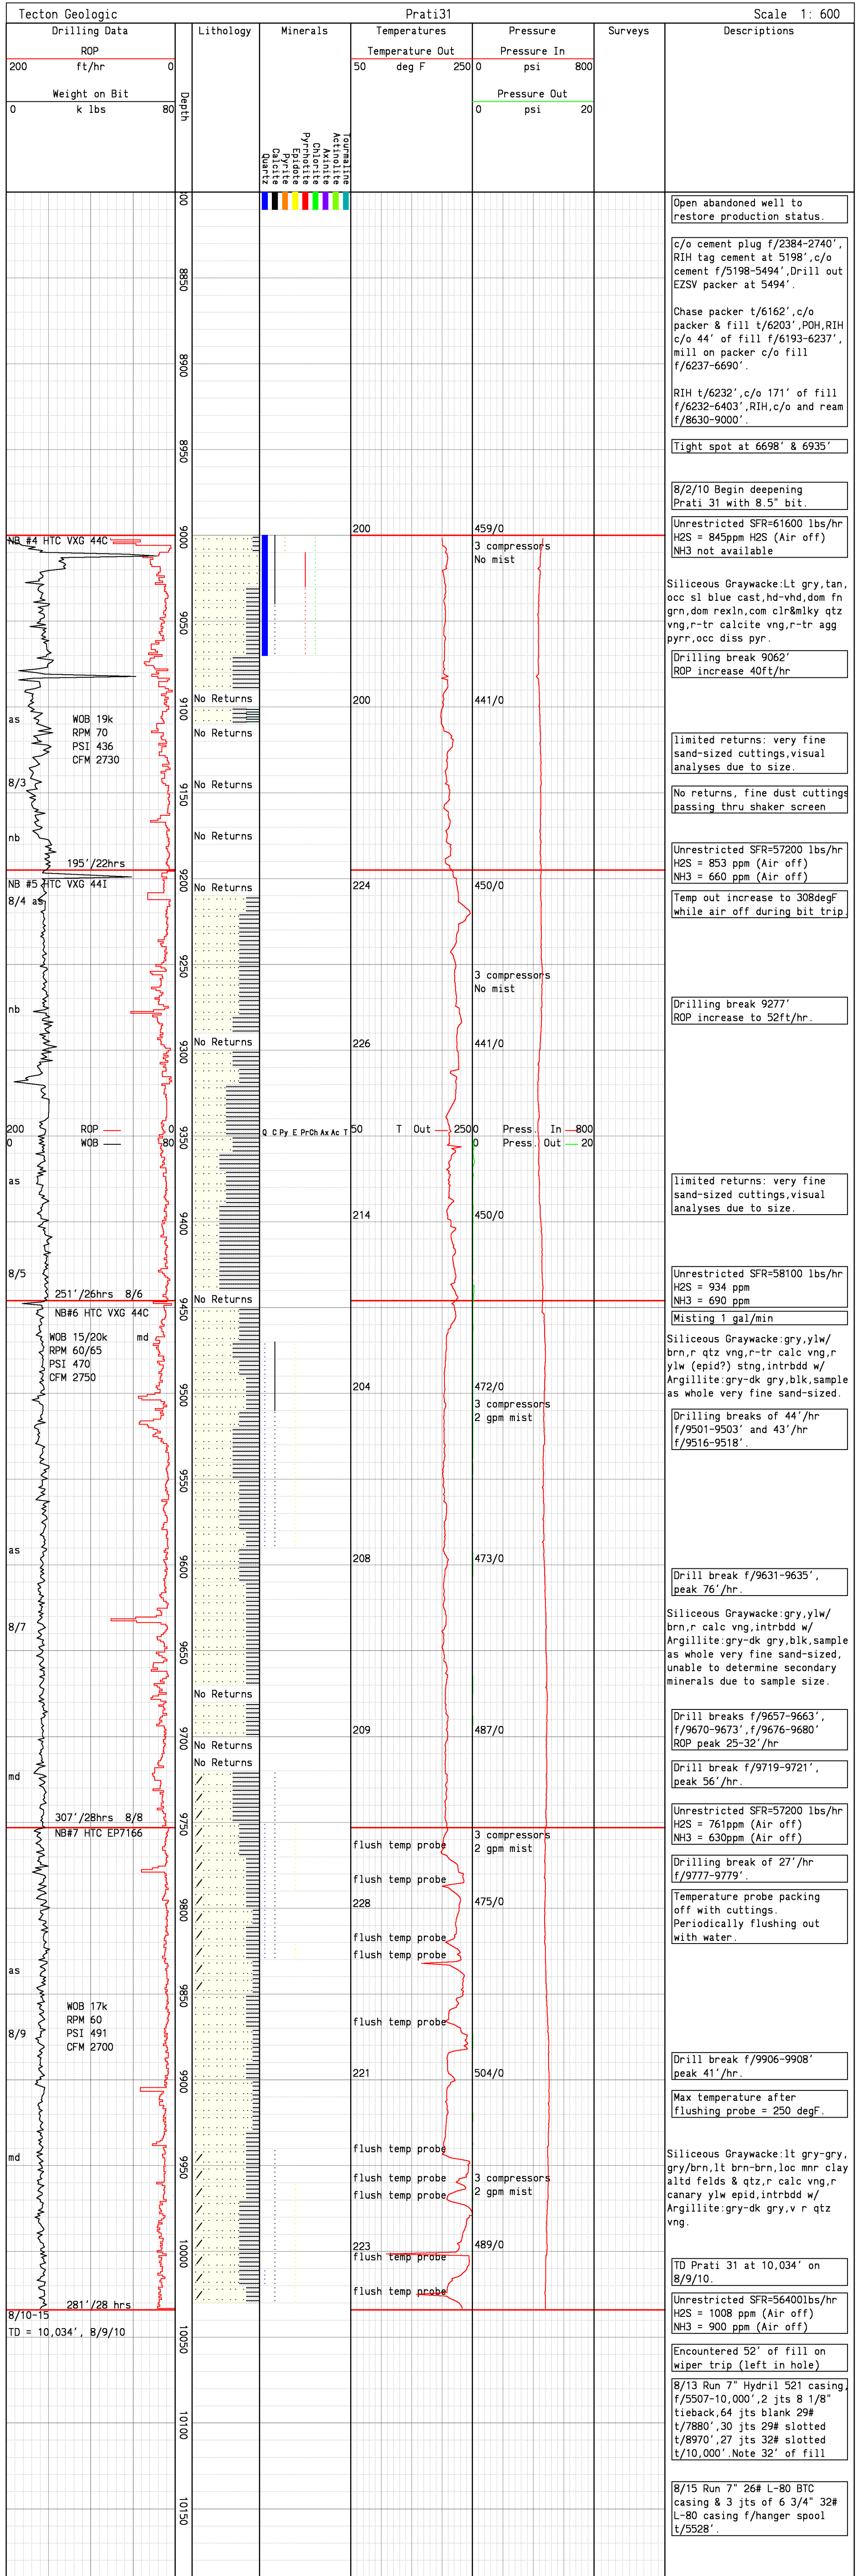 Tecton Geologic
Prati31
Scale 1: 600
Drilling Data
Lithology
Minerals
Temperatures
Pressure
Surveys
Descriptions
ROP
200 ft/hr 0
Weight on Bit
0 k lbs 80
Depth
Temperature Out
50 deg F 250
Pressure In
0 psi 800
Pressure Out
0 psi 20
Quartz
Calcite
Pyrite
Epidote
Pyrrhotite
Chlorite
Axinite
Actinolite
Tourmaline
00
8850
8900
8950
9000
9050
9100
9150
9200
9250
9300
9350
9400
9450
9500
9550
9600
9650
9700
9750
9800
9850
9900
9950
10000
10050
10100
10150
NB #4 HTC VXG 44C
as
WOB 19k
RPM 70
PSI 436
CFM 2730
8/3
nb
195'/22hrs
NB #5 HTC VXG 44I
8/4 as
nb
200 ROP 0
0 WOB 80
as
8/5
251'/26hrs 8/6
NB#6 HTC VXG 44C
WOB 15/20k md
RPM 60/65
PSI 470
CFM 2750
as
8/7
md
307'/28hrs 8/8
NB#7 HTC EP7166
as
WOB 17k
RPM 60
8/9 PSI 491
CFM 2700
md
281'/28 hrs
8/10-15
TD = 10,034', 8/9/10
No Returns
No Returns
No Returns
No Returns
No Returns
No Returns
No Returns
No Returns
No Returns
No Returns
Q C Py E PrCh Ax Ac T
200
200
224
226
50 T Out 250
214
204
208
209
flush temp probe
flush temp probe
228
flush temp probe
flush temp probe
flush temp probe
221
flush temp probe
flush temp probe
flush temp probe
223
flush temp probe
flush temp probe
459/0
3 compressors
No mist
441/0
450/0
3 compressors
No mist
441/0
0 Press. In 800
0 Press. Out 20
450/0
472/0
3 compressors
2 gpm mist
473/0
487/0
3 compressors
2 gpm mist
475/0
504/0
3 compressors
2 gpm mist
489/0
Open abandoned well to
restore production status.
c/o cement plug f/2384-2740',
RIH tag cement at 5198',c/o
cement f/5198-5494',Drill out
EZSV packer at 5494'.
Chase packer t/6162',c/o
packer & fill t/6203',POH,RIH
c/o 44' of fill f/6193-6237',
mill on packer c/o fill
f/6237-6690'.
RIH t/6232',c/o 171' of fill
f/6232-6403',RIH,c/o and ream
f/8630-9000'.
Tight spot at 6698' & 6935'
8/2/10 Begin deepening
Prati 31 with 8.5" bit.
Unrestricted SFR=61600 lbs/hr
H2S = 845ppm H2S (Air off)
NH3 not available
Siliceous Graywacke:Lt gry,tan,
occ sl blue cast,hd-vhd,dom fn
grn,dom rexln,com clr&mlky qtz
vng,r-tr calcite vng,r-tr agg
pyrr,occ diss pyr.
Drilling break 9062'
ROP increase 40ft/hr
limited returns: very fine
sand-sized cuttings,visual
analyses due to size.
No returns, fine dust cuttings
passing thru shaker screen
Unrestricted SFR=57200 lbs/hr
H2S = 853 ppm (Air off)
NH3 = 660 ppm (Air off)
Temp out increase to 308degF
while air off during bit trip.
Drilling break 9277'
ROP increase to 52ft/hr.
limited returns: very fine
sand-sized cuttings,visual
analyses due to size.
Unrestricted SFR=58100 lbs/hr
H2S = 934 ppm
NH3 = 690 ppm
Misting 1 gal/min
Siliceous Graywacke:gry,ylw/
brn,r qtz vng,r-tr calc vng,r
ylw (epid?) stng,intrbdd w/
Argillite:gry-dk gry,blk,sample
as whole very fine sand-sized.
Drilling breaks of 44'/hr
f/9501-9503' and 43'/hr
f/9516-9518'.
Drill break f/9631-9635',
peak 76'/hr.
Siliceous Graywacke:gry,ylw/
brn,r calc vng,intrbdd w/
Argillite:gry-dk gry,blk,sample
as whole very fine sand-sized,
unable to determine secondary
minerals due to sample size.
Drill breaks f/9657-9663',
f/9670-9673',f/9676-9680'
ROP peak 25-32'/hr
Drill break f/9719-9721',
peak 56'/hr.
Unrestricted SFR=57200 lbs/hr
H2S = 761ppm (Air off)
NH3 = 630ppm (Air off)
Drilling break of 27'/hr
f/9777-9779'.
Temperature probe packing
off with cuttings.
Periodically flushing out
with water.
Drill break f/9906-9908'
peak 41'/hr.
Max temperature after
flushing probe = 250 degF.
Siliceous Graywacke:lt gry-gry,
gry/brn,lt brn-brn,loc mnr clay
altd felds & qtz,r calc vng,r
canary ylw epid,intrbdd w/
Argillite:gry-dk gry,v r qtz
vng.
TD Prati 31 at 10,034' on
8/9/10.
Unrestricted SFR=56400lbs/hr
H2S = 1008 ppm (Air off)
NH3 = 900 ppm (Air off)
Encountered 52' of fill on
wiper trip (left in hole)
8/13 Run 7" Hydril 521 casing,
f/5507-10,000',2 jts 8 1/8"
tieback,64 jts blank 29#
t/7880',30 jts 29# slotted
t/8970',27 jts 32# slotted
t/10,000'.Note 32' of fill
8/15 Run 7" 26# L-80 BTC
casing & 3 jts of 6 3/4" 32#
L-80 casing f/hanger spool
t/5528'.